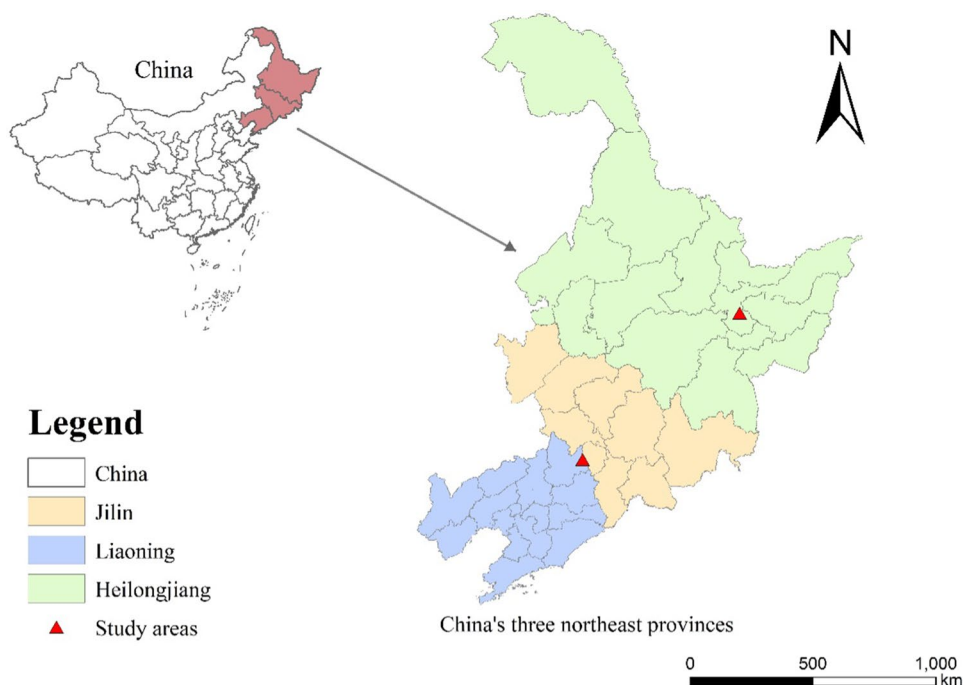 China
N
Legend
China
Jilin
Liaoning
Heilongjiang
Study areas
China's three northeast provinces
0 500 1,000
km